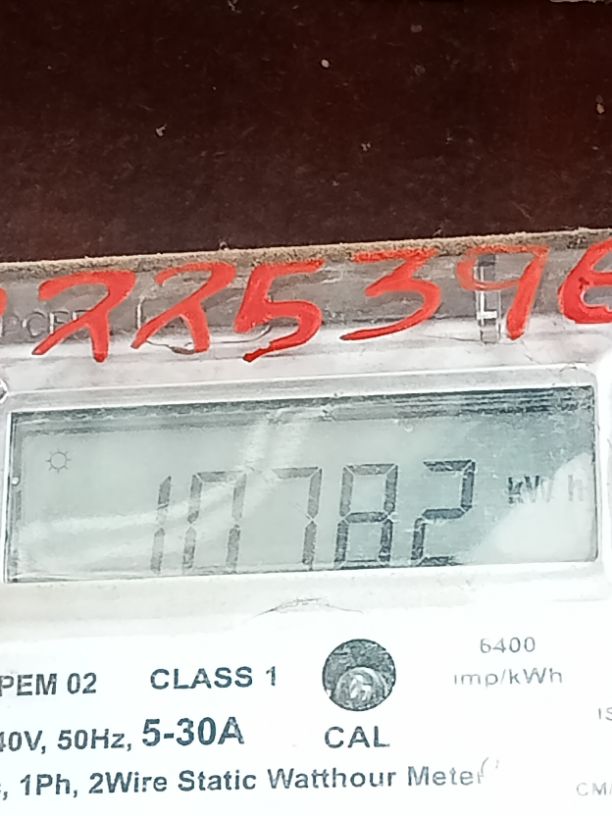 225396
10782 kWh
PEM 02 CLASS 1
6400
imp/kWh
CAL
40V, 50Hz, 5-30A
, 1Ph, 2Wire Static Watthour Meter